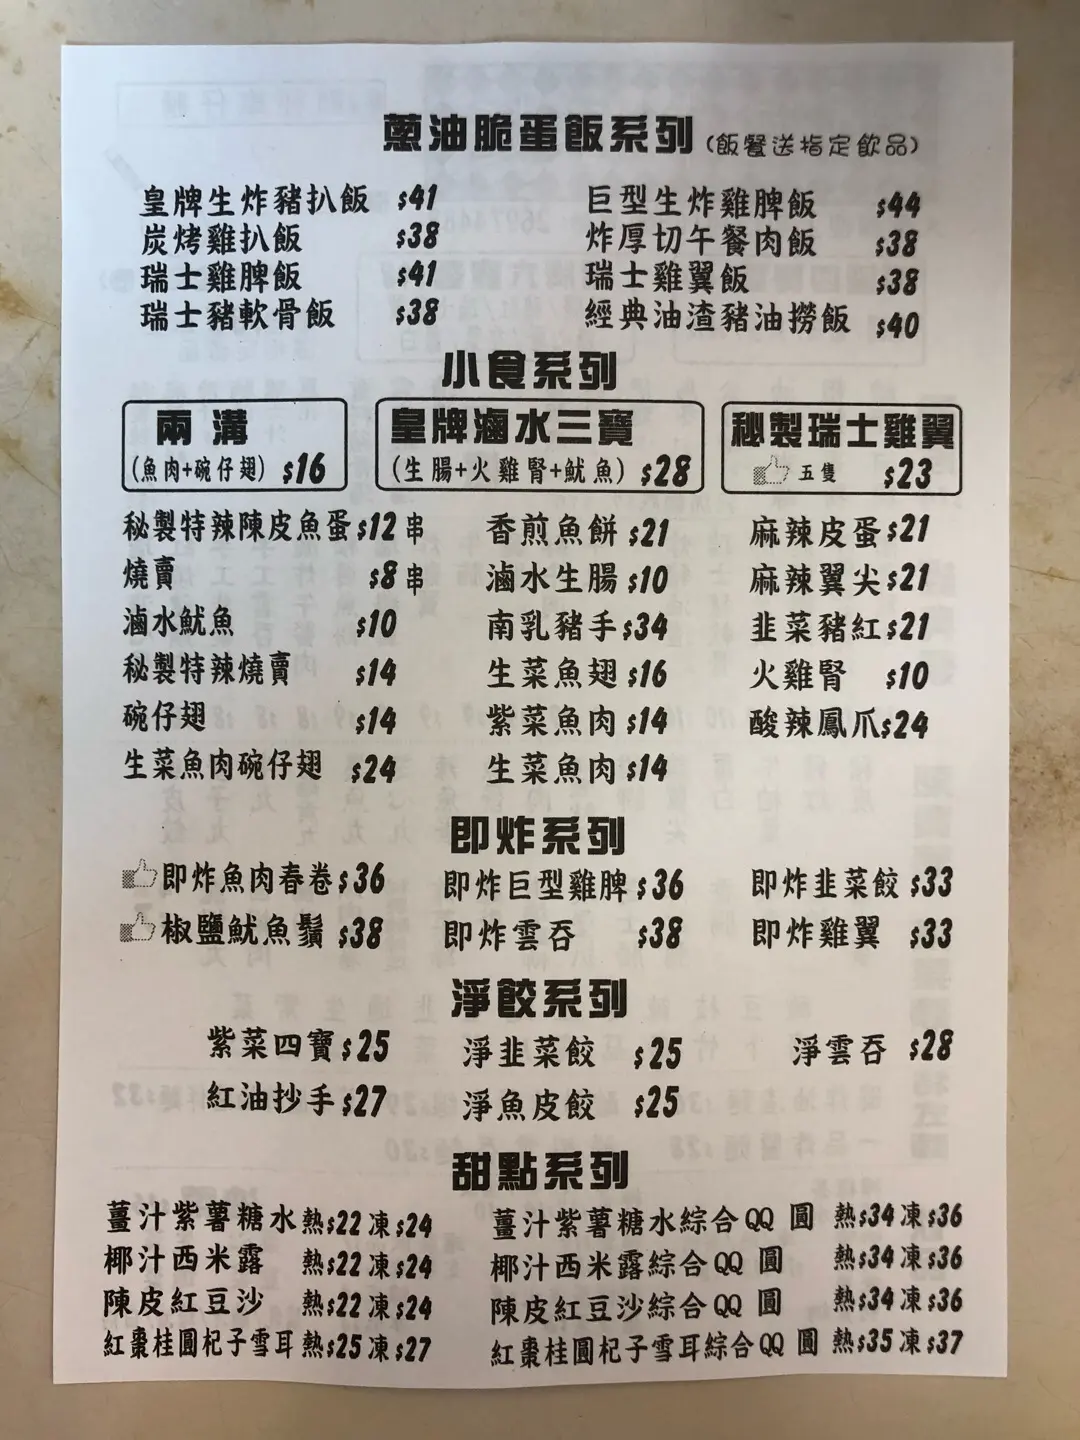 蔥油脆蛋飯系列(飯餐送指定飲品)
皇牌生炸豬扒飯 $41 巨型生炸雞脾飯 $44
炭烤雞扒飯 $38 炸厚切午餐肉飯 $38
瑞士雞脾飯 $41 瑞士雞翼飯 $38
瑞士豬軟骨飯 $38 經典油渣豬油撈飯 $40
小食系列
兩溝
(魚肉+碗仔翅) $16
皇牌滷水三寶
(生腸+火雞腎+魷魚) $28
秘製瑞士雞翼
五隻 $23
秘製特辣陳皮魚蛋 $12串 香煎魚餅 $21 麻辣皮蛋 $21
燒賣 $8串 滷水生腸 $10 麻辣翼尖 $21
滷水魷魚 $10 南乳豬手 $34 韭菜豬紅 $21
秘製特辣燒賣 $14 生菜魚翅 $16 火雞腎 $10
碗仔翅 $14 紫菜魚肉 $14 酸辣鳳爪 $24
生菜魚肉碗仔翅 $24 生菜魚肉 $14
即炸系列
即炸魚肉春卷 $36 即炸巨型雞脾 $36 即炸韭菜餃 $33
椒鹽魷魚鬚 $38 即炸雲吞 $38 即炸雞翼 $33
淨餃系列
紫菜四寶 $25 淨韭菜餃 $25 淨雲吞 $28
紅油抄手 $27 淨魚皮餃 $25
甜點系列
薑汁紫薯糖水 熱$22 凍$24 薑汁紫薯糖水綜合QQ圓 熱$34 凍$36
椰汁西米露 熱$22 凍$24 椰汁西米露綜合QQ圓 熱$34 凍$36
陳皮紅豆沙 熱$22 凍$24 陳皮紅豆沙綜合QQ圓 熱$34 凍$36
紅棗桂圓杞子雪耳 熱$25 凍$27 紅棗桂圓杞子雪耳綜合QQ圓 熱$35 凍$37